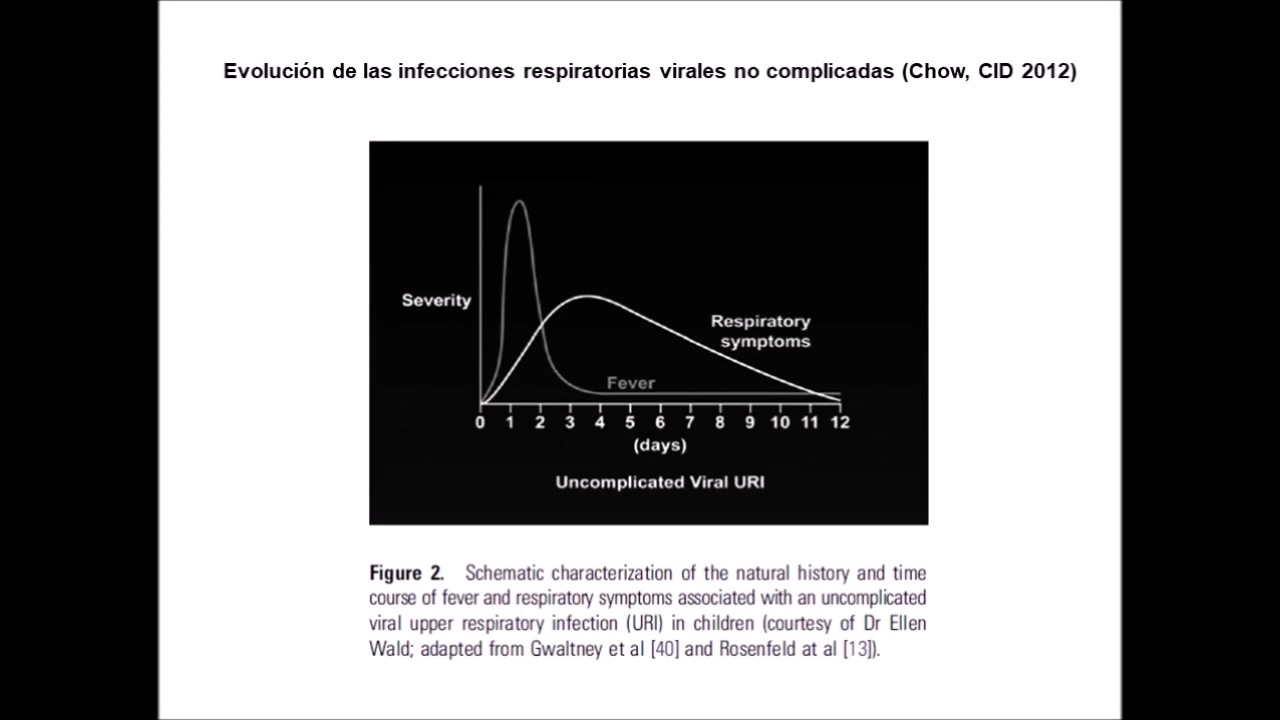 Evolución de las infecciones respiratorias virales no complicadas (Chow, CID 2012)
Severity
Respiratory
symptoms
Fever
0 1 2 3 4 5 6 7 8 9 10 11 12
(days)
Uncomplicated Viral URI
Figure 2. Schematic characterization of the natural history and time
course of fever and respiratory symptoms associated with an uncomplicated
viral upper respiratory infection (URI) in children (courtesy of Dr Ellen
Wald; adapted from Gwaltney et al [40] and Rosenfeld at al [13]).